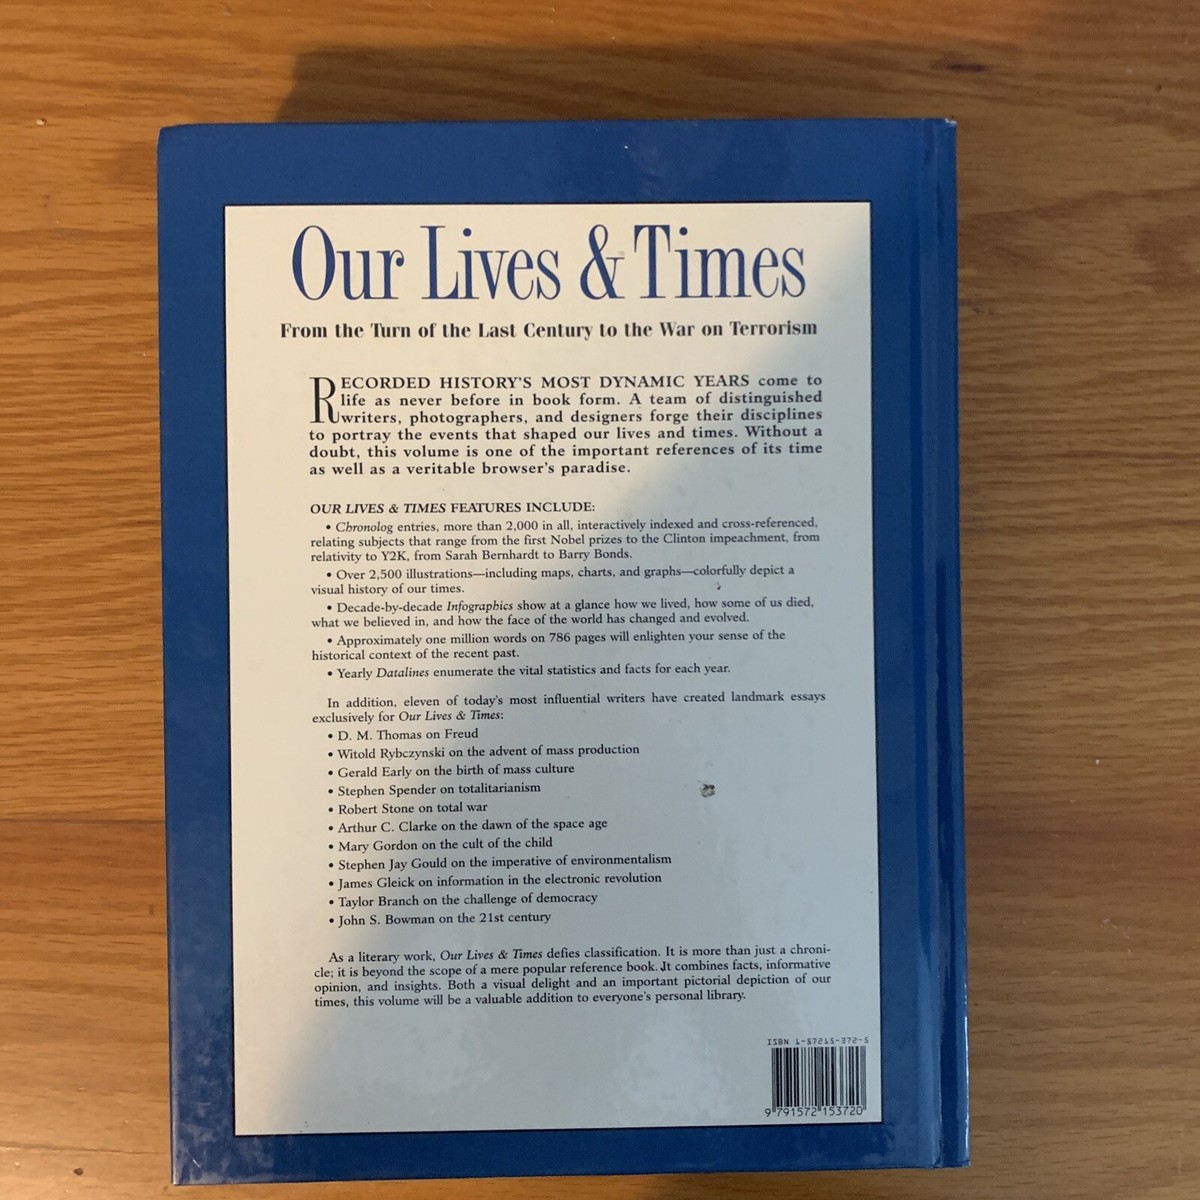 Our Lives & Times
From the Turn of the Last Century to the War on Terrorism
RECORDED HISTORY'S MOST DYNAMIC YEARS come to
life as never before in book form. A team of distinguished
writers, photographers, and designers forge their disciplines
to portray the events that shaped our lives and times. Without a
doubt, this volume is one of the important references of its time
as well as a veritable browser's paradise.
OUR LIVES & TIMES FEATURES INCLUDE:
• Chronolog entries, more than 2,000 in all, interactively indexed and cross-referenced,
relating subjects that range from the first Nobel prizes to the Clinton impeachment, from
relativity to Y2K, from Sarah Bernhardt to Barry Bonds.
• Over 2,500 illustrations—including maps, charts, and graphs—colorfully depict a
visual history of our times.
• Decade-by-decade Infographics show at a glance how we lived, how some of us died,
what we believed in, and how the face of the world has changed and evolved.
• Approximately one million words on 786 pages will enlighten your sense of the
historical context of the recent past.
• Yearly Datalines enumerate the vital statistics and facts for each year.
In addition, eleven of today's most influential writers have created landmark essays
exclusively for Our Lives & Times:
• D. M. Thomas on Freud
• Witold Rybczynski on the advent of mass production
• Gerald Early on the birth of mass culture
• Stephen Spender on totalitarianism
• Robert Stone on total war
• Arthur C. Clarke on the dawn of the space age
• Mary Gordon on the cult of the child
• Stephen Jay Gould on the imperative of environmentalism
• James Gleick on information in the electronic revolution
• Taylor Branch on the challenge of democracy
• John S. Bowman on the 21st century
As a literary work, Our Lives & Times defies classification. It is more than just a chroni-
cle; it is beyond the scope of a mere popular reference book. It combines facts, informative
opinion, and insights. Both a visual delight and an important pictorial depiction of our
times, this volume will be a valuable addition to everyone's personal library.
ISBN 1-57215-372-5
9 791572 153720